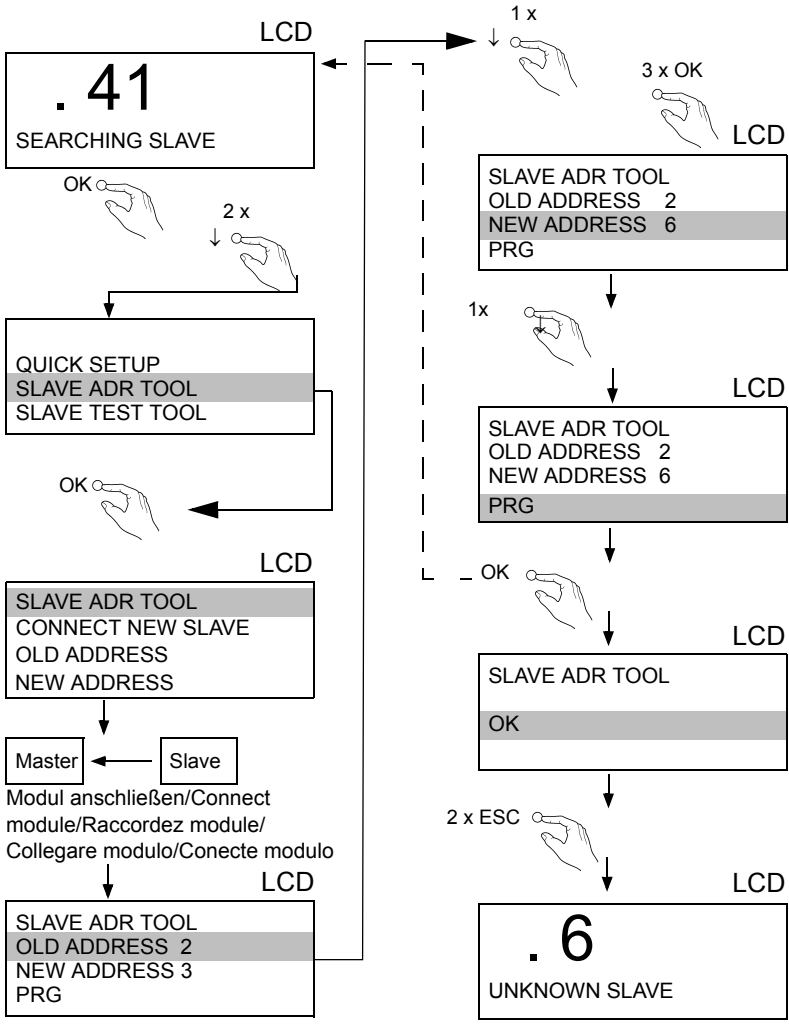 LCD
. 41
SEARCHING SLAVE
OK
2 x
↓
QUICK SETUP
SLAVE ADR TOOL
SLAVE TEST TOOL
OK
LCD
SLAVE ADR TOOL
CONNECT NEW SLAVE
OLD ADDRESS
NEW ADDRESS
Master
Slave
Modul anschließen/Connect
module/Raccordez module/
Collegare modulo/Conecte modulo
LCD
SLAVE ADR TOOL
OLD ADDRESS 2
NEW ADDRESS 3
PRG
1 x
↓
3 x OK
LCD
SLAVE ADR TOOL
OLD ADDRESS 2
NEW ADDRESS 6
PRG
1x
↓
LCD
SLAVE ADR TOOL
OLD ADDRESS 2
NEW ADDRESS 6
PRG
OK
LCD
SLAVE ADR TOOL
OK
2 x ESC
LCD
. 6
UNKNOWN SLAVE